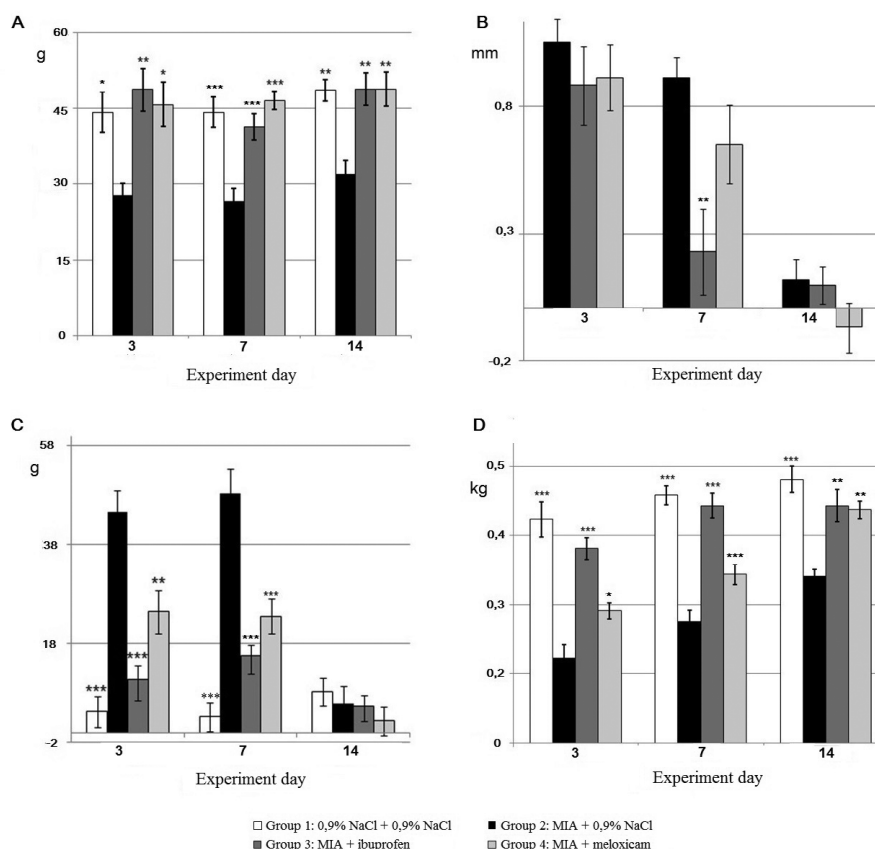 A
B
60
g
45
30
15
0
* ** * *** *** *** ** ** **
3 7 14
Experiment day
mm
0,8
0,3
-0,2
**
3 7 14
Experiment day
C
D
58
g
38
18
-2
*** *** ** *** *** ***
3 7 14
Experiment day
0,5
kg
0,4
0,3
0,2
0
*** *** * *** *** *** *** ** **
3 7 14
Experiment day
Group 1: 0,9% NaCl + 0,9% NaCl
Group 2: MIA + 0,9% NaCl
Group 3: MIA + ibuprofen
Group 4: MIA + meloxicam